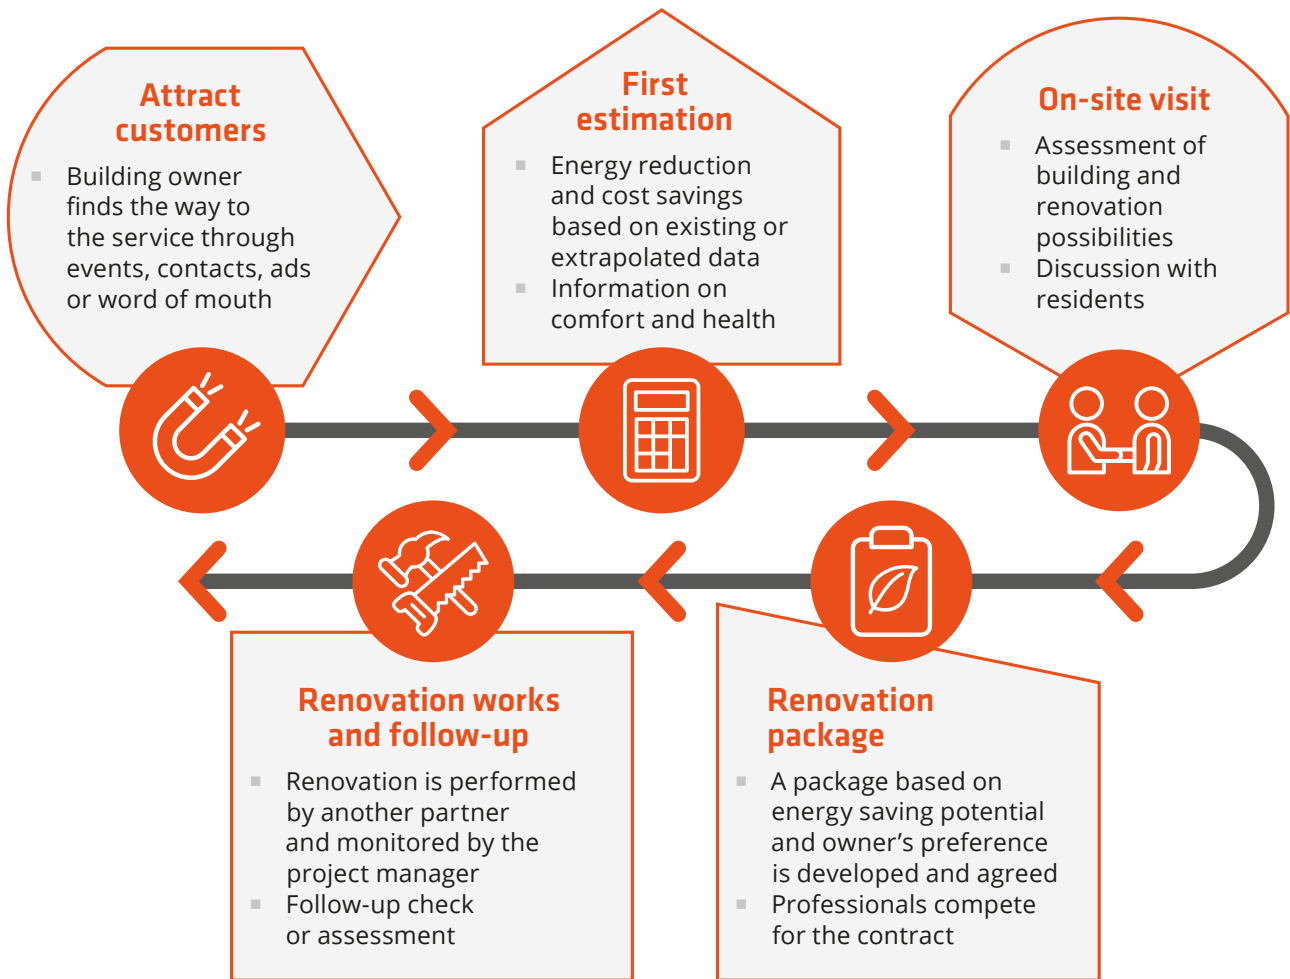 Attract
customers
▪ Building owner
finds the way to
the service through
events, contacts, ads
or word of mouth
First
estimation
▪ Energy reduction
and cost savings
based on existing or
extrapolated data
▪ Information on
comfort and health
On-site visit
▪ Assessment of
building and
renovation
possibilities
▪ Discussion with
residents
Renovation
package
▪ A package based on
energy saving potential
and owner’s preference
is developed and agreed
▪ Professionals compete
for the contract
Renovation works
and follow-up
▪ Renovation is performed
by another partner
and monitored by the
project manager
▪ Follow-up check
or assessment